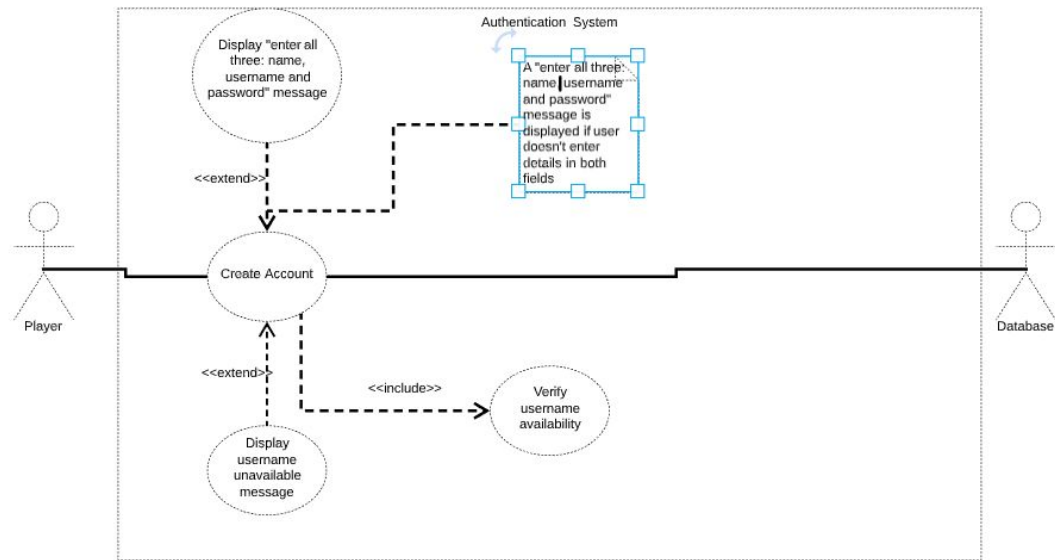 Authentication System
Display "enter all
three: name,
username and
password" message
A "enter all three:
name username
and password"
message is
displayed if user
doesn't enter
details in both
fields
<<extend>>
Create Account
Player
Database
<<extend>>
<<include>>
Verify
username
availability
Display
username
unavailable
message